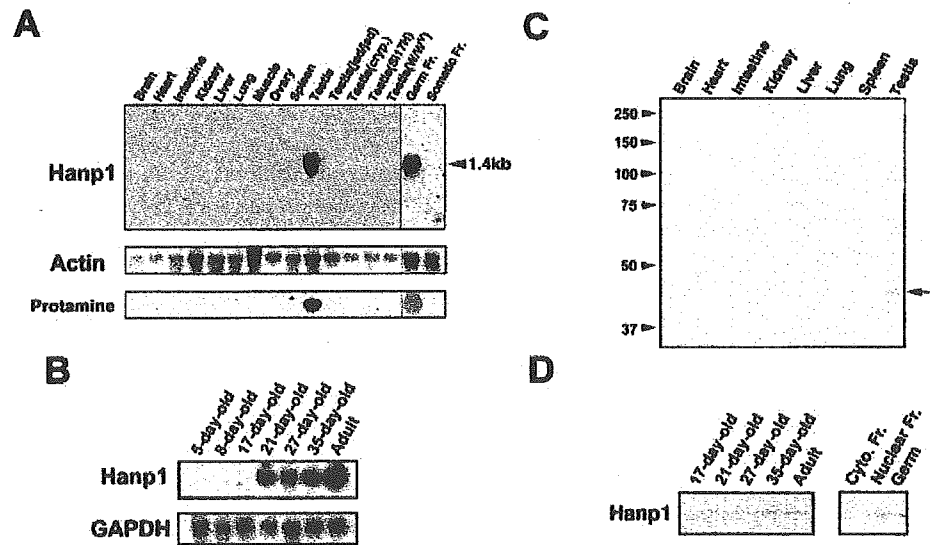 A
Brain
Heart
Intestine
Kidney
Liver
Lung
Muscle
Ovary
Spleen
Testis
Testis(jsd/jsd)
Testis(cryp.)
Testis(Sl17H)
Germ Fr.
Somatic Fr.
Hanp1
1.4kb
Actin
Protamine
B
5-day-old
8-day-old
17-day-old
21-day-old
27-day-old
35-day-old
Adult
Hanp1
GAPDH
C
Brain
Heart
Intestine
Kidney
Liver
Lung
Spleen
Testis
250
150
100
75
50
37
D
17-day-old
21-day-old
27-day-old
35-day-old
Adult
Cyto. Fr.
Nuclear Fr.
Germ
Hanp1